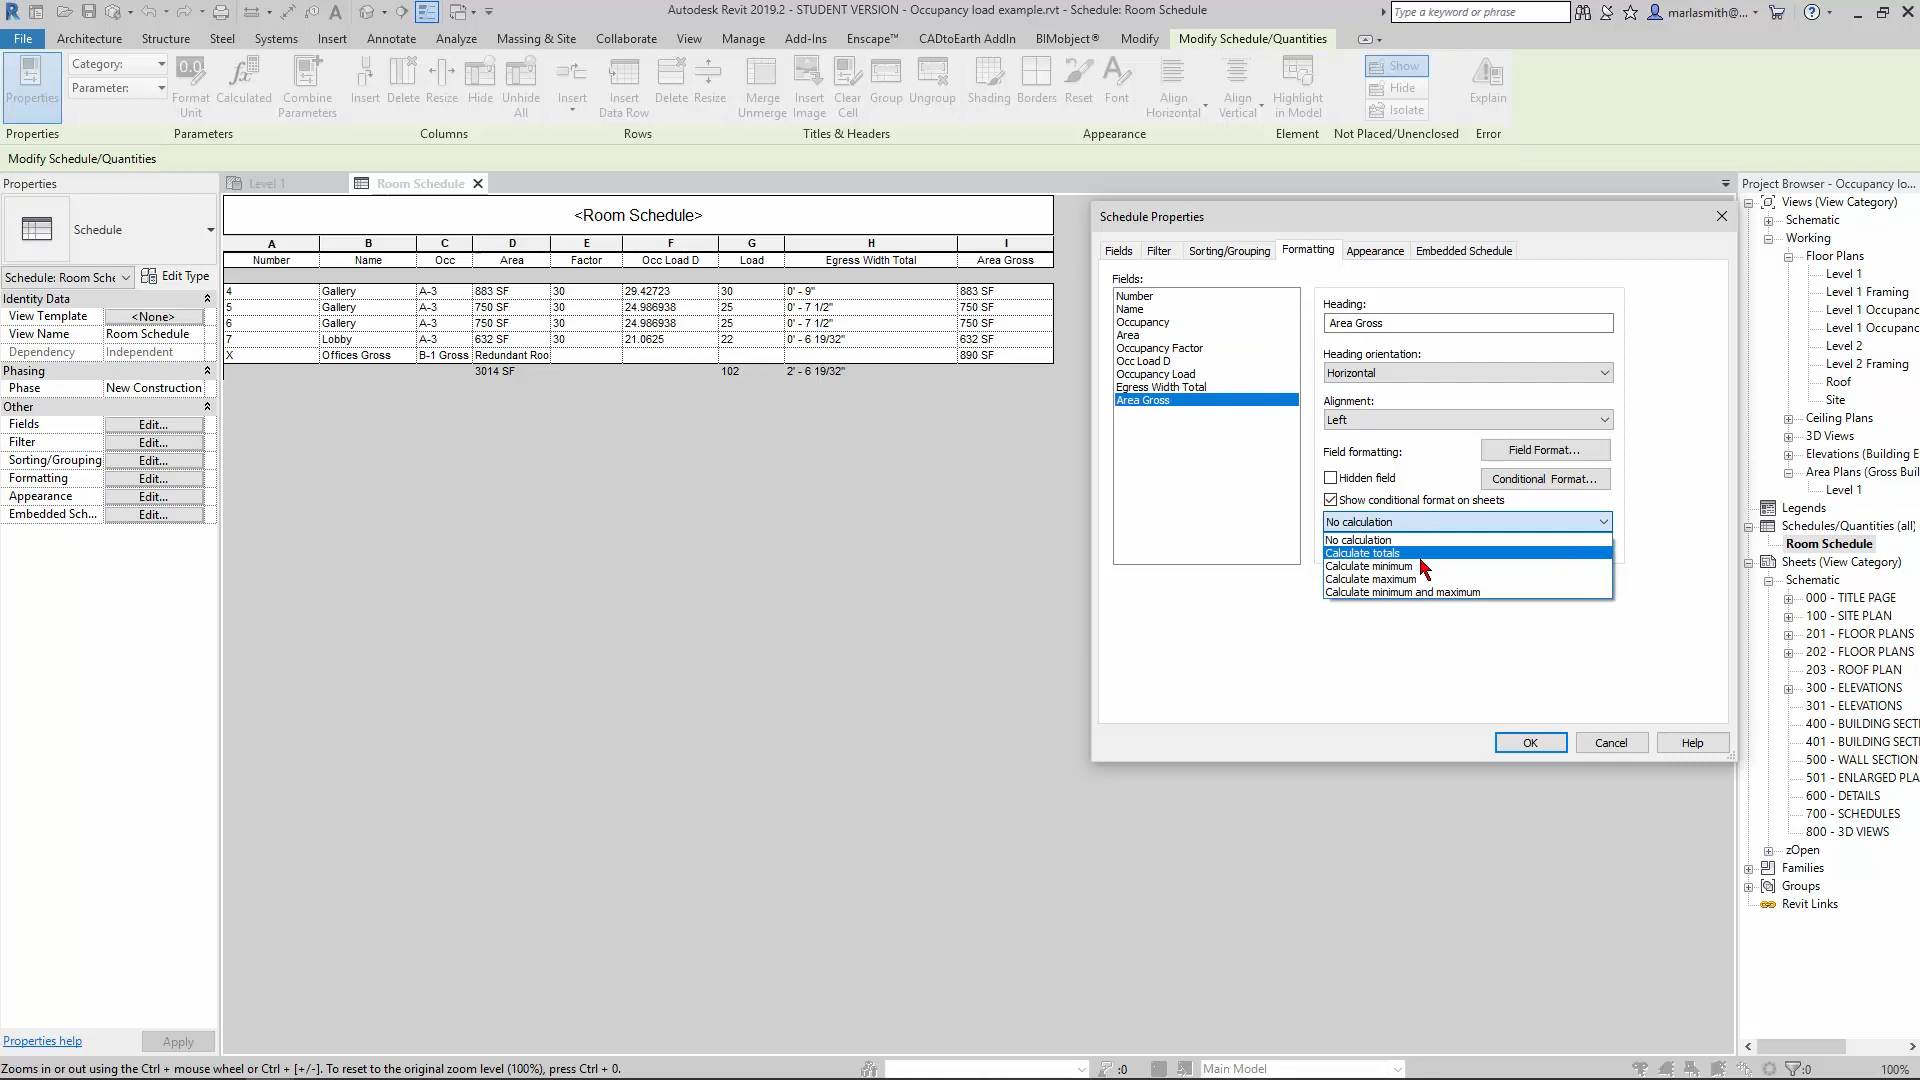 Autodesk Revit 2019.2 - STUDENT VERSION - Occupancy load example.rvt - Schedule: Room Schedule
Type a keyword or phrase
marlasmith@...
File Architecture Structure Steel Systems Insert Annotate Analyze Massing & Site Collaborate View Manage Add-Ins Enscape™ CADtoEarth AddIn BIMobject® Modify Modify Schedule/Quantities
Properties
Category:
Parameter:
Format Unit
Calculated
Combine Parameters
Insert
Delete
Resize
Hide
Unhide All
Insert
Insert Data Row
Delete
Resize
Merge Unmerge
Insert Image
Clear Cell
Group
Ungroup
Shading
Borders
Reset
Font
Align Horizontal
Align Vertical
Highlight in Model
Show
Hide
Isolate
Explain
Properties Parameters Columns Rows Titles & Headers Appearance Element Not Placed/Unenclosed Error
Modify Schedule/Quantities
Properties
Schedule
Schedule: Room Sche
Edit Type
Identity Data
View Template <None>
View Name Room Schedule
Dependency Independent
Phasing
Phase New Construction
Other
Fields Edit...
Filter Edit...
Sorting/Grouping Edit...
Formatting Edit...
Appearance Edit...
Embedded Sch... Edit...
Properties help
Apply
Level 1
Room Schedule
<Room Schedule>
A B C D E F G H I
Number Name Occ Area Factor Occ Load D Load Egress Width Total Area Gross
4 Gallery A-3 883 SF 30 29.42723 30 0' - 9" 883 SF
5 Gallery A-3 750 SF 30 24.986938 25 0' - 7 1/2" 750 SF
6 Gallery A-3 750 SF 30 24.986938 25 0' - 7 1/2" 750 SF
7 Lobby A-3 632 SF 30 21.0625 22 0' - 6 19/32" 632 SF
X Offices Gross B-1 Gross Redundant Roo 890 SF
3014 SF 102 2' - 6 19/32"
Schedule Properties
Fields Filter Sorting/Grouping Formatting Appearance Embedded Schedule
Fields:
Number
Name
Occupancy
Area
Occupancy Factor
Occ Load D
Occupancy Load
Egress Width Total
Area Gross
Heading:
Area Gross
Heading orientation:
Horizontal
Alignment:
Left
Field formatting:
Field Format...
Hidden field
Conditional Format...
Show conditional format on sheets
No calculation
No calculation
Calculate totals
Calculate minimum
Calculate maximum
Calculate minimum and maximum
OK
Cancel
Help
Project Browser - Occupancy lo...
Views (View Category)
Schematic
Working
Floor Plans
Level 1
Level 1 Framing
Level 1 Occupanc
Level 1 Occupanc
Level 2
Level 2 Framing
Roof
Site
Ceiling Plans
3D Views
Elevations (Building E
Area Plans (Gross Buil
Level 1
Legends
Schedules/Quantities (all)
Room Schedule
Sheets (View Category)
Schematic
000 - TITLE PAGE
100 - SITE PLAN
201 - FLOOR PLANS
202 - FLOOR PLANS
203 - ROOF PLAN
300 - ELEVATIONS
301 - ELEVATIONS
400 - BUILDING SECTI
401 - BUILDING SECTI
500 - WALL SECTION
501 - ENLARGED PLA
600 - DETAILS
700 - SCHEDULES
800 - 3D VIEWS
zOpen
Families
Groups
Revit Links
Zooms in or out using the Ctrl + mouse wheel or Ctrl + [+/-]. To reset to the original zoom level (100%), press Ctrl + 0.
:0
Main Model
:0
100%